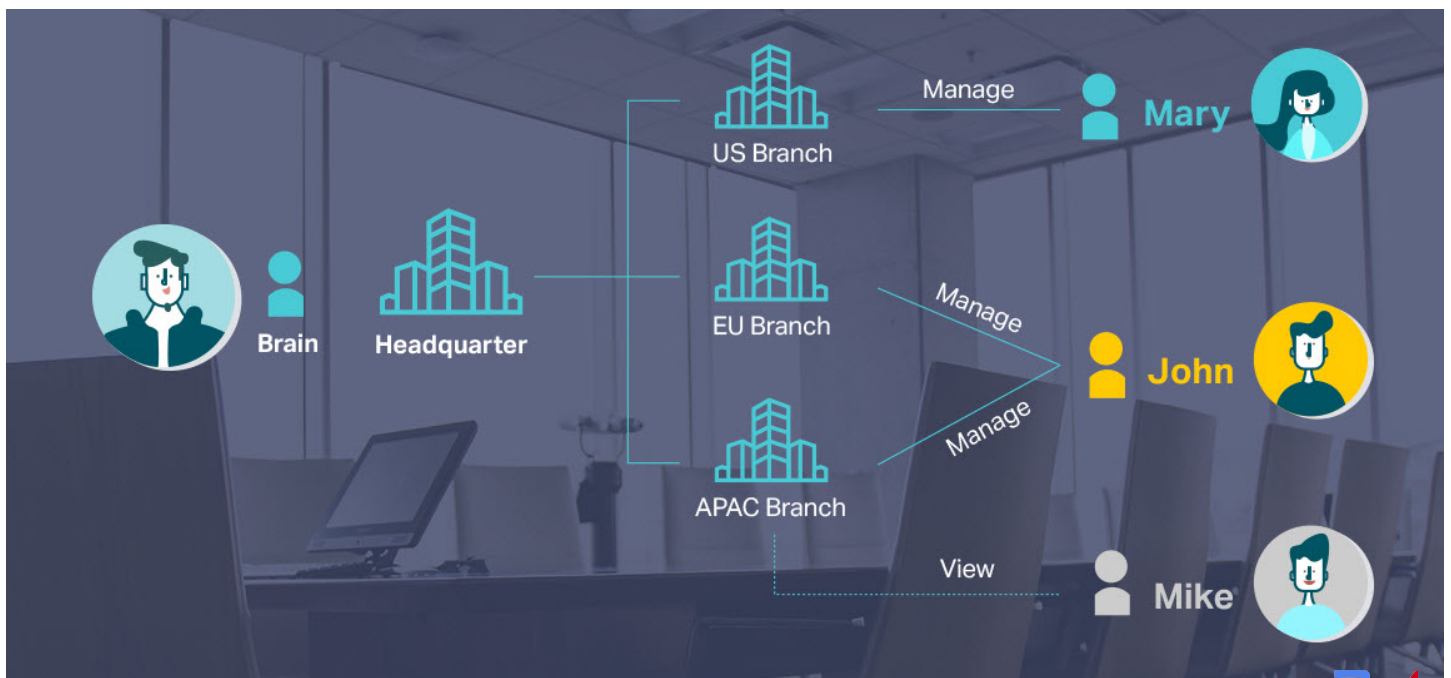 Manage
Mary
US Branch
Brain
Headquarter
EU Branch
Manage
John
Manage
APAC Branch
View
Mike